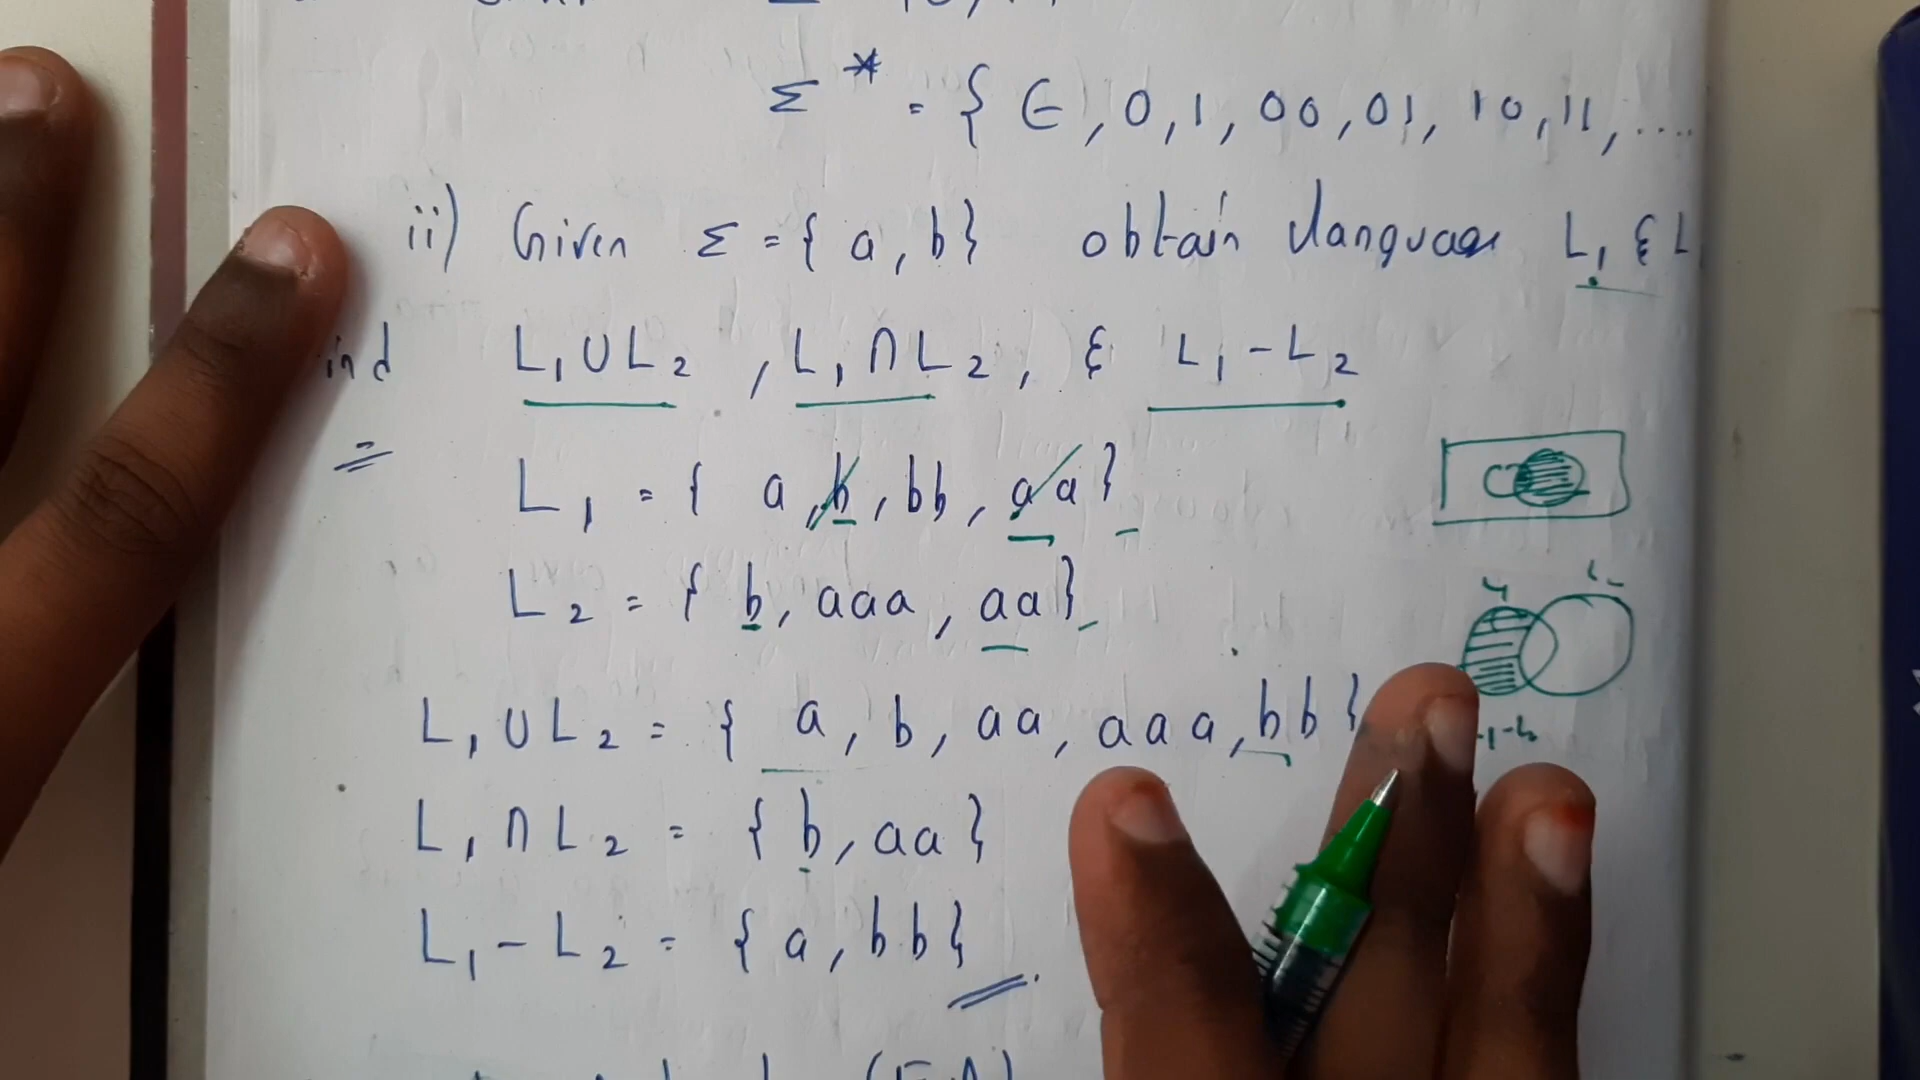 Σ* = { ∈, 0, 1, 00, 01, 10, 11, ....
ii) Given Σ = { a, b} obtain language L1 & L
ind L1 ∪ L2, L1 ∩ L2, & L1 - L2
L1 = { a, b, bb, aa}
L2 = { b, aaa, aa}
L1 ∪ L2 = { a, b, aa, aaa, bb}
L1 ∩ L2 = { b, aa}
L1 - L2 = { a, bb}